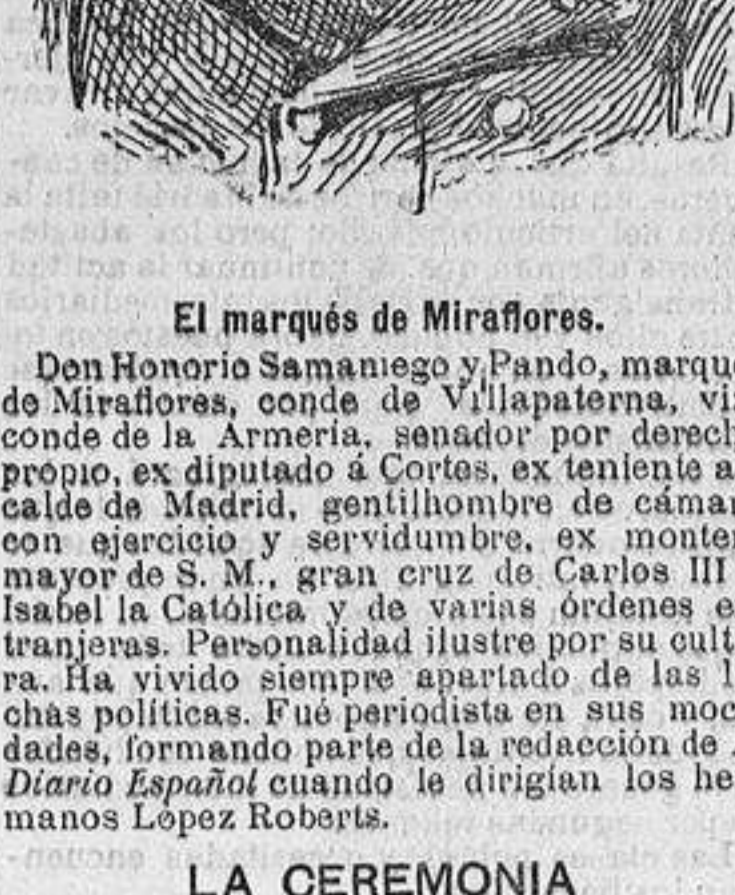 El marqués de Miraflores.
Don Honorio Samaniego y Pando, marqué
de Miraflores, conde de Villapaterna, viz
conde de la Armería, senador por derech
propio, ex diputado á Cortes, ex teniente a
calde de Madrid, gentilhombre de cámar
con ejercicio y servidumbre, ex monter
mayor de S. M., gran cruz de Carlos III
Isabel la Católica y de varias órdenes e
tranjeras. Personalidad ilustre por su cult
ra. Ha vivido siempre apartado de las l
chas políticas. Fué periodista en sus moc
dades, formando parte de la redacción de
Diario Español cuando le dirigían los he
manos López Roberts.
LA CEREMONIA